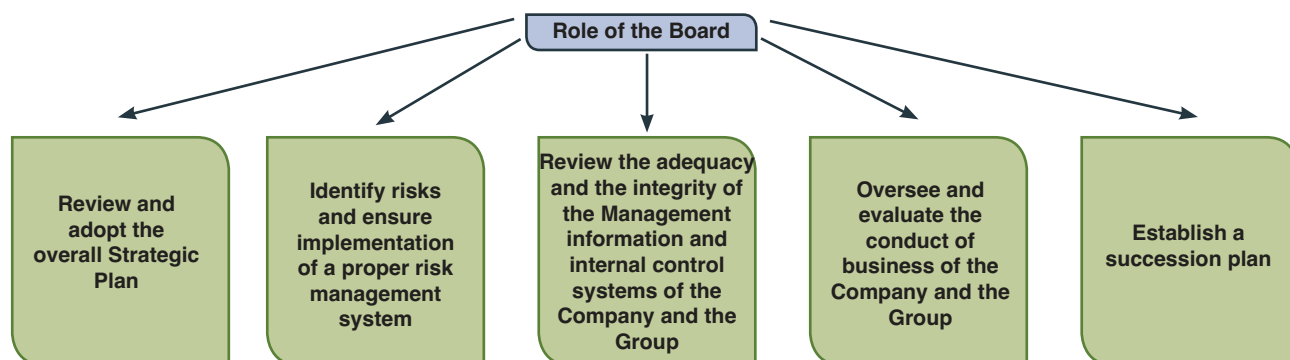 Role of the Board
Review and
adopt the
overall Strategic
Plan
Identify risks
and ensure
implementation
of a proper risk
management
system
Review the adequacy
and the integrity of
the Management
information and
internal control
systems of the
Company and the
Group
Oversee and
evaluate the
conduct of
business of the
Company and the
Group
Establish a
succession plan